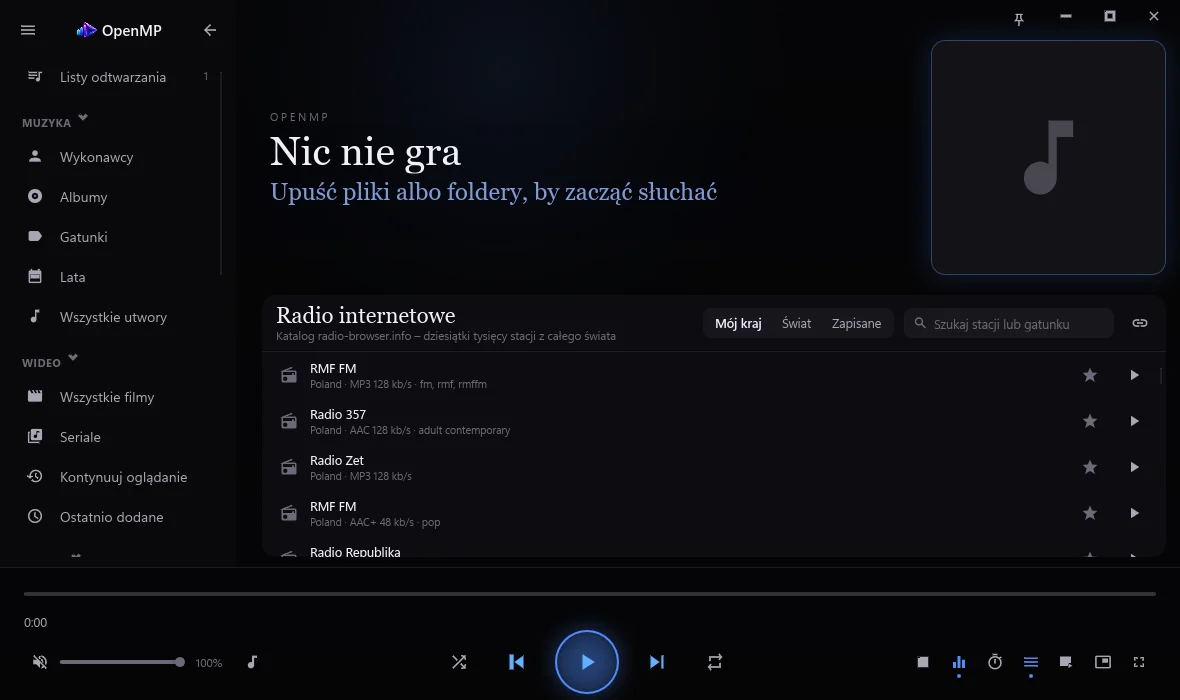 OpenMP
Listy odtwarzania 1
MUZYKA
Wykonawcy
Albumy
Gatunki
Lata
Wszystkie utwory
WIDEO
Wszystkie filmy
Seriale
Kontynuuj oglądanie
Ostatnio dodane
OPENMP
Nic nie gra
Upuść pliki albo foldery, by zacząć słuchać
Radio internetowe
Katalog radio-browser.info – dziesiątki tysięcy stacji z całego świata
Mój kraj Świat Zapisane Szukaj stacji lub gatunku
RMF FM
Poland · MP3 128 kb/s · fm, rmf, rmffm
Radio 357
Poland · AAC 128 kb/s · adult contemporary
Radio Zet
Poland · MP3 128 kb/s
RMF FM
Poland · AAC+ 48 kb/s · pop
Radio Republika
0:00
100%